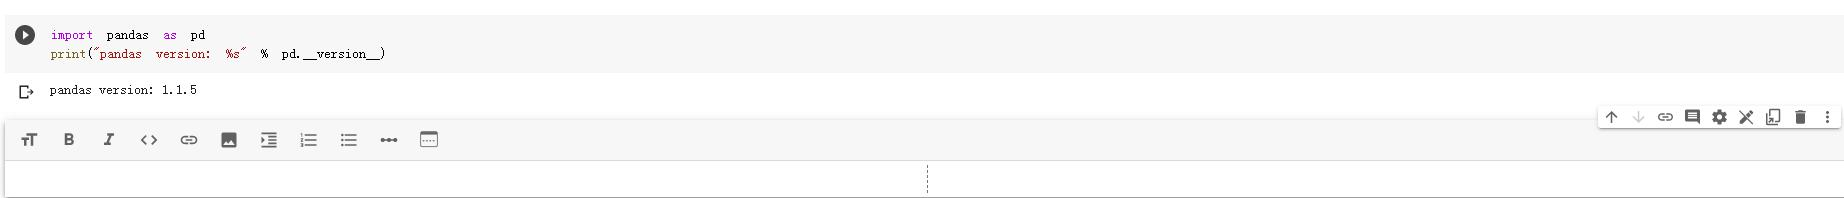 import pandas as pd
print("pandas version: %s" % pd.__version__)
pandas version: 1.1.5